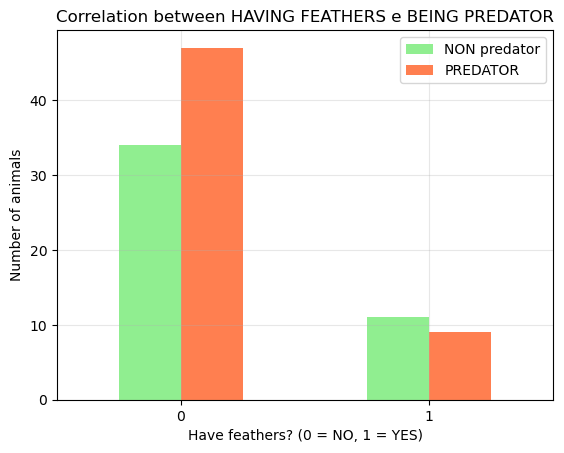 Correlation between HAVING FEATHERS e BEING PREDATOR
NON predator
PREDATOR
Number of animals
40
30
20
10
0
0 1
Have feathers? (0 = NO, 1 = YES)